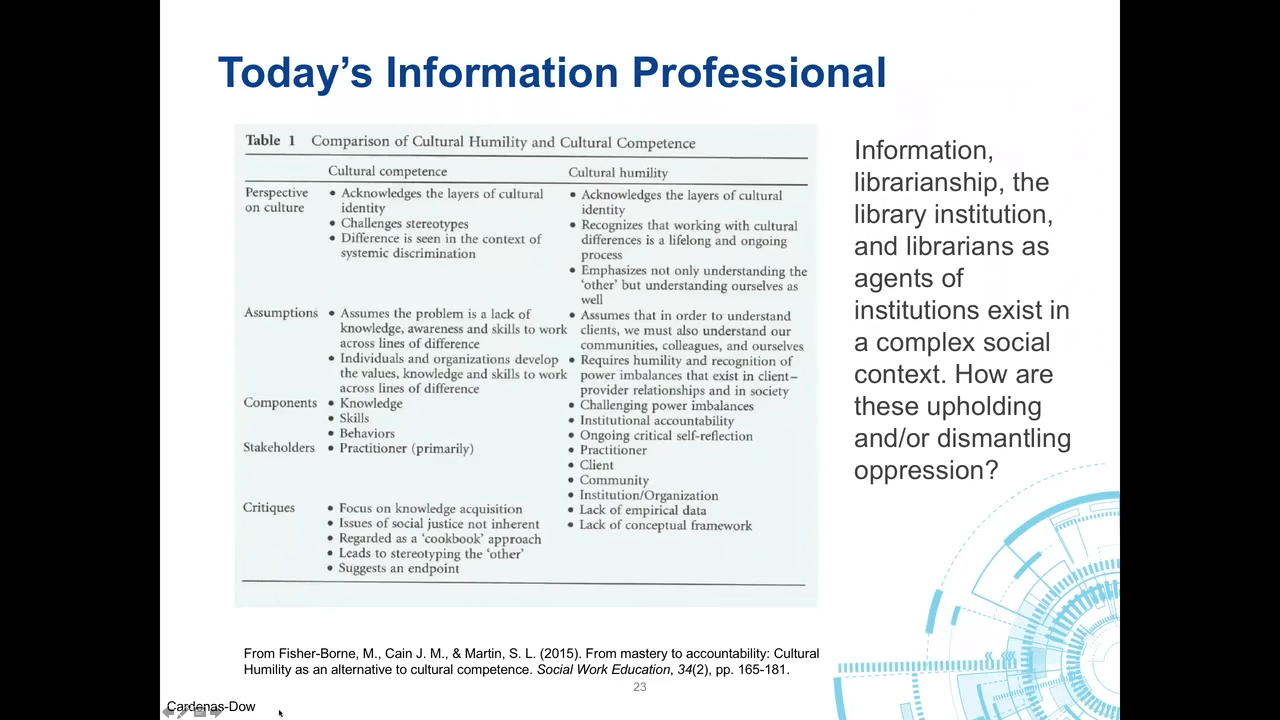 Today's Information Professional
Table 1 Comparison of Cultural Humility and Cultural Competence
Cultural competence
Cultural humility
Perspective on culture
• Acknowledges the layers of cultural identity
• Challenges stereotypes
• Difference is seen in the context of systemic discrimination
• Acknowledges the layers of cultural identity
• Recognizes that working with cultural differences is a lifelong and ongoing process
• Emphasizes not only understanding the 'other' but understanding ourselves as well
Assumptions
• Assumes the problem is a lack of knowledge, awareness and skills to work across lines of difference
• Individuals and organizations develop the values, knowledge and skills to work across lines of difference
• Assumes that in order to understand clients, we must also understand our communities, colleagues, and ourselves
• Requires humility and recognition of power imbalances that exist in client–provider relationships and in society
Components
• Knowledge
• Skills
• Behaviors
• Challenging power imbalances
• Institutional accountability
• Ongoing critical self-reflection
Stakeholders
• Practitioner (primarily)
• Practitioner
• Client
• Community
• Institution/Organization
Critiques
• Focus on knowledge acquisition
• Issues of social justice not inherent
• Regarded as a 'cookbook' approach
• Leads to stereotyping the 'other'
• Suggests an endpoint
• Lack of empirical data
• Lack of conceptual framework
Information,
librarianship, the
library institution,
and librarians as
agents of
institutions exist in
a complex social
context. How are
these upholding
and/or dismantling
oppression?
From Fisher-Borne, M., Cain J. M., & Martin, S. L. (2015). From mastery to accountability: Cultural
Humility as an alternative to cultural competence. Social Work Education, 34(2), pp. 165-181.
23
Cardenas-Dow